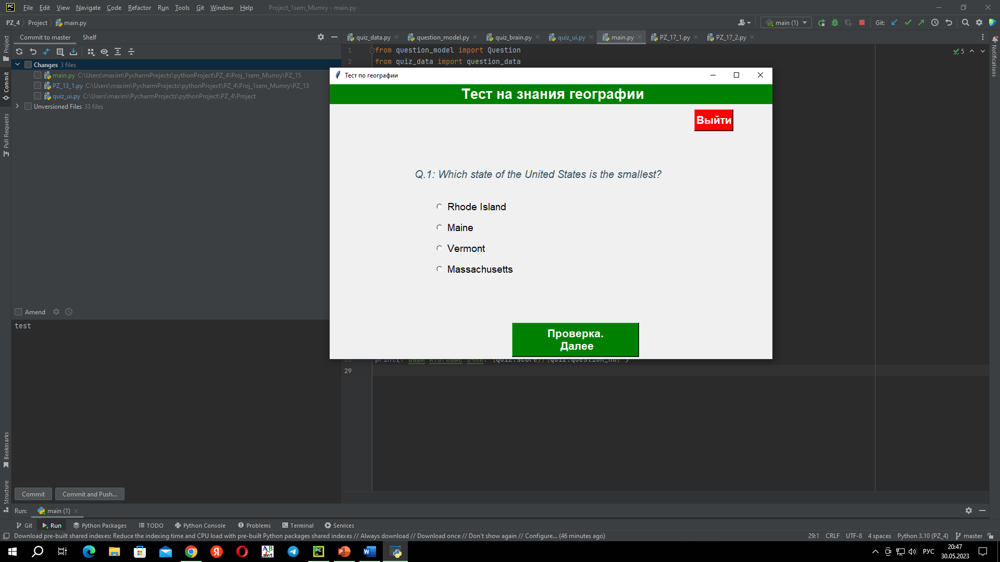 File Edit View Navigate Code Refactor Run Tools Git Window Help Project_1sem_Mumry - main.py
PZ_4 Project main.py
main (1) Git:
Commit to master Shelf
quiz_data.py question_model.py quiz_brain.py quiz_ui.py main.py PZ_17_1.py PZ_17_2.py
Project
Commit
Pull Requests
Bookmarks
Structure
Notifications
Changes 3 files
main.py C:\Users\maxim\PycharmProjects\pythonProject\PZ_4\Proj_1sem_Mumry\PZ_15
PZ_13_1.py C:\Users\maxim\PycharmProjects\pythonProject\PZ_4\Proj_1sem_Mumry\PZ_13
quiz_ui.py C:\Users\maxim\PycharmProjects\pythonProject\PZ_4\Project
Unversioned Files 33 files
1 from question_model import Question
2 from quiz_data import question_data
5
Тест по географии
Тест на знания географии
Выйти
Q.1: Which state of the United States is the smallest?
Rhode Island
Maine
Vermont
Massachusetts
Проверка.
Далее
29
Amend
test
Commit Commit and Push...
Run: main (1)
Git Run Python Packages TODO Python Console Problems Terminal Services
Download pre-built shared indexes: Reduce the indexing time and CPU load with pre-built Python packages shared indexes // Always download // Download once // Don't show again // Configure... (46 minutes ago)
29:1 CRLF UTF-8 4 spaces Python 3.10 (PZ_4) master
РУС
20:47
30.05.2023